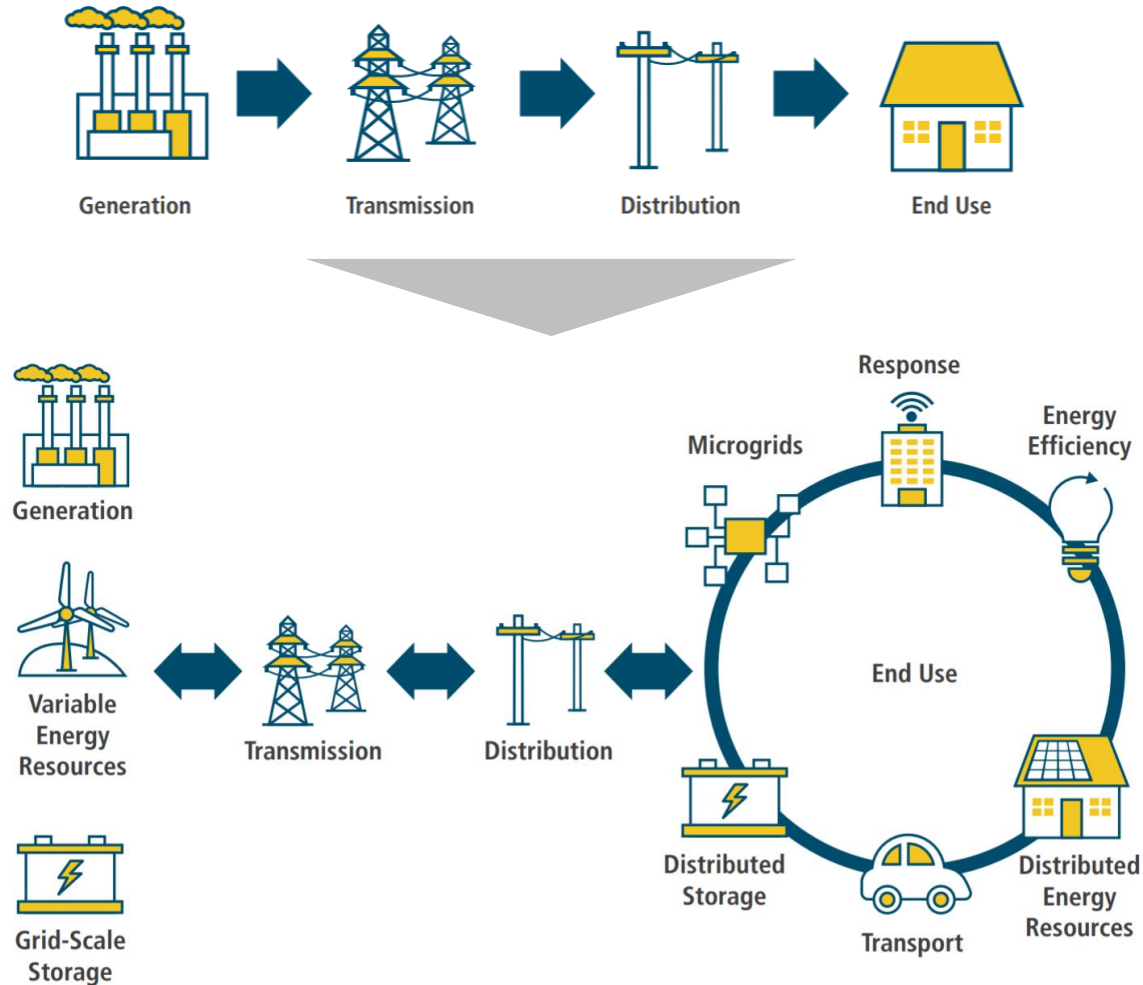 Generation
Transmission
Distribution
End Use
Generation
Variable
Energy
Resources
Grid-Scale
Storage
Transmission
Distribution
Response
Microgrids
Energy
Efficiency
End Use
Distributed
Storage
Transport
Distributed
Energy
Resources